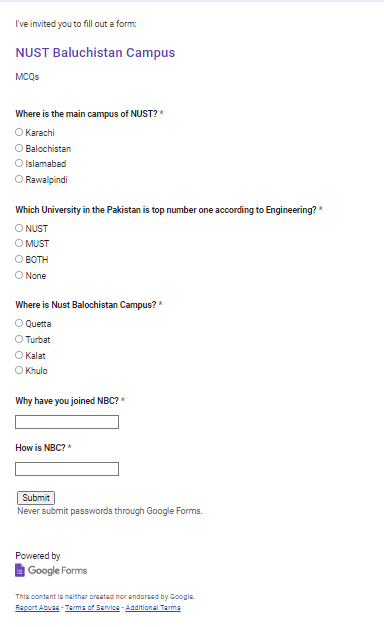 I've invited you to fill out a form:
NUST Baluchistan Campus
MCQs
Where is the main campus of NUST? *
Karachi
Balochistan
Islamabad
Rawalpindi
Which University in the Pakistan is top number one according to Engineering? *
NUST
MUST
BOTH
None
Where is Nust Balochistan Campus? *
Quetta
Turbat
Kalat
Khulo
Why have you joined NBC? *
How is NBC? *
Submit
Never submit passwords through Google Forms.
Powered by
Google Forms
This content is neither created nor endorsed by Google.
Report Abuse - Terms of Service - Additional Terms